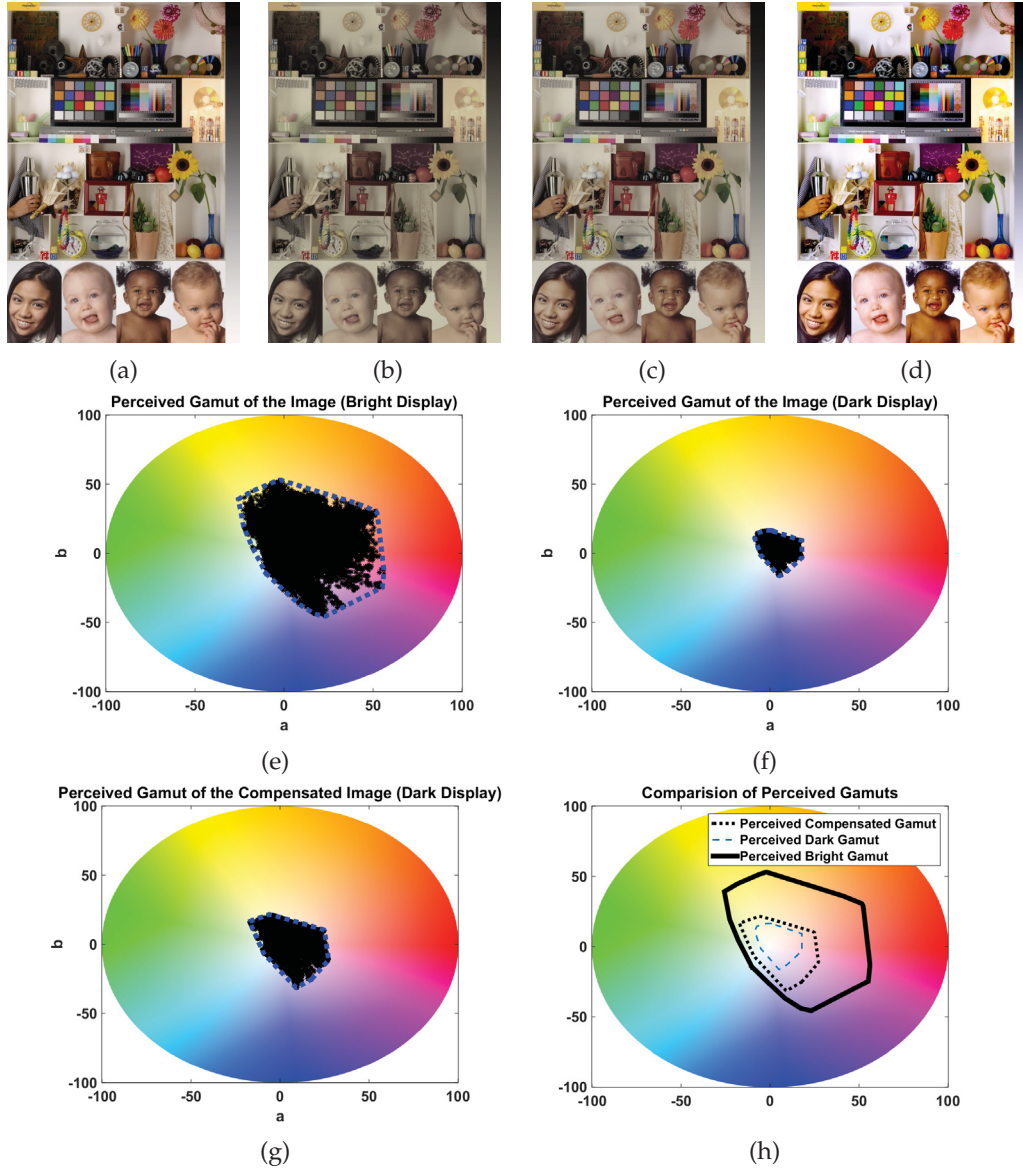 (a)
(b)
(c)
(d)
Perceived Gamut of the Image (Bright Display)
100
50
0
-50
-100
b
-100
-50
0
50
100
a
(e)
Perceived Gamut of the Image (Dark Display)
100
50
0
-50
-100
b
-100
-50
0
50
100
a
(f)
Perceived Gamut of the Compensated Image (Dark Display)
100
50
0
-50
-100
b
-100
-50
0
50
100
a
(g)
Comparision of Perceived Gamuts
Perceived Compensated Gamut
Perceived Dark Gamut
Perceived Bright Gamut
100
50
0
-50
-100
-100
-50
0
50
100
(h)